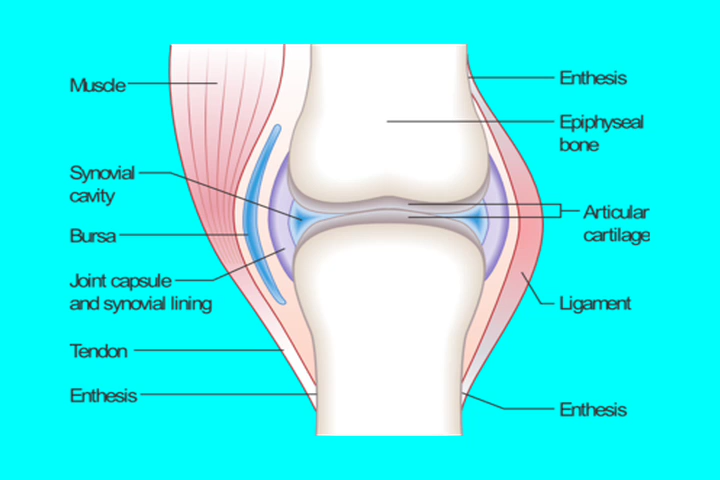 Muscle
Synovial
cavity
Bursa
Joint capsule
and synovial lining
Tendon
Enthesis
Enthesis
Epiphyseal
bone
Articular
cartilage
Ligament
Enthesis